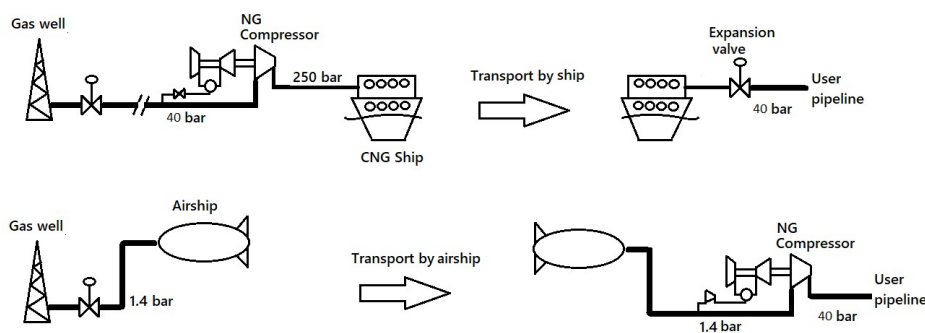 Gas well
NG
Compressor
250 bar
40 bar
CNG Ship
Transport by ship
Expansion
valve
User
pipeline
40 bar
Gas well
Airship
1.4 bar
Transport by airship
NG
Compressor
User
pipeline
1.4 bar
40 bar